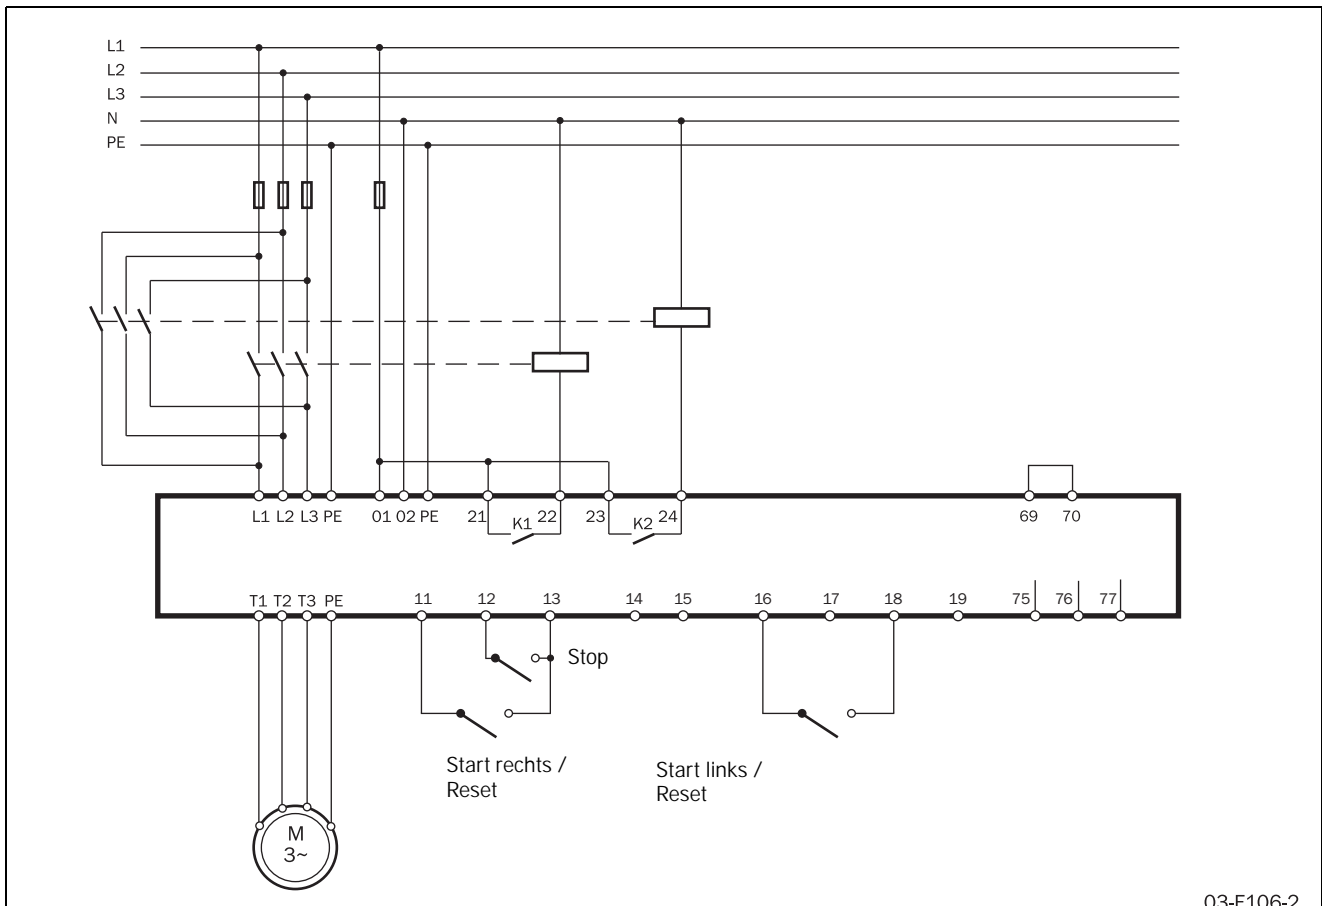 L1
L2
L3
N
PE
L1 L2 L3 PE 01 02 PE 21 K1 22 23 K2 24 69 70
T1 T2 T3 PE 11 12 13 14 15 16 17 18 19 75 76 77
Stop
Start rechts /
Reset
Start links /
Reset
M
3~
03-F106-2